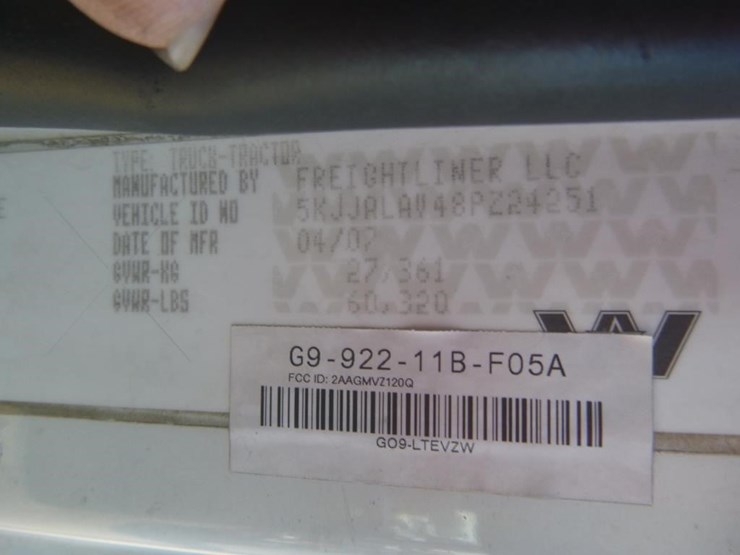 TYPE: TRUCK-TRACTOR
MANUFACTURED BY FREIGHTLINER LLC
VEHICLE ID NO 5KJJALAV48PZ24251
DATE OF MFR 04/07
GVWR-KG 27,361
GVWR-LBS 60,320
G9-922-11B-F05A
FCC ID: 2AAGMVZ120Q
GO9-LTEVZW